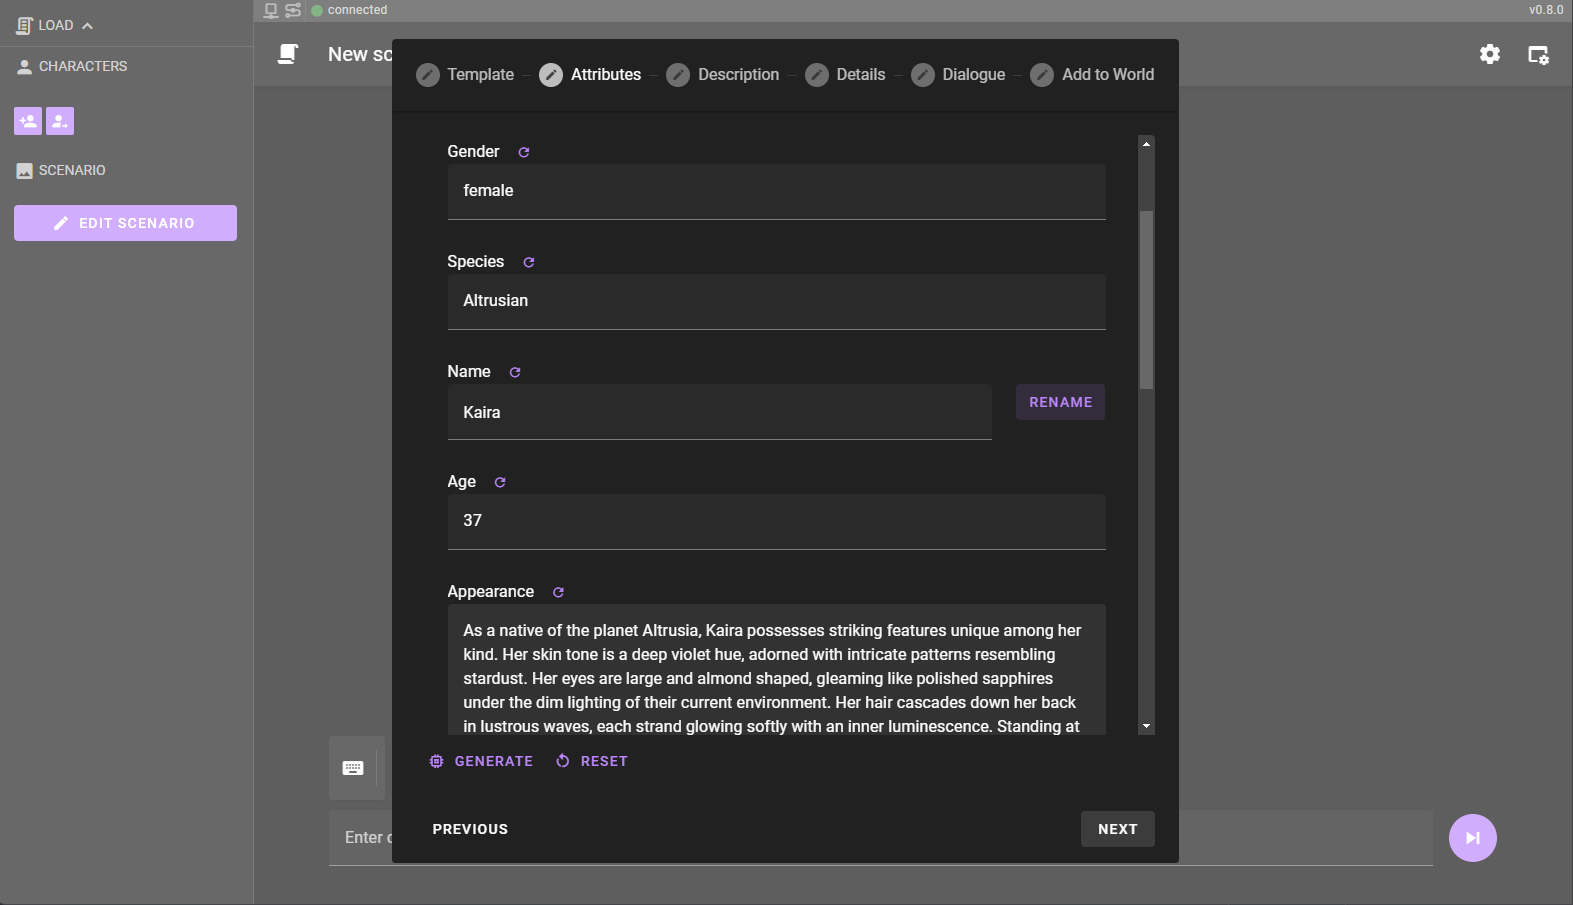 LOAD
connected
v0.8.0
CHARACTERS
SCENARIO
EDIT SCENARIO
New sc
Template
Attributes
Description
Details
Dialogue
Add to World
Gender
female
Species
Altrusian
Name
Kaira
RENAME
Age
37
Appearance
As a native of the planet Altrusia, Kaira possesses striking features unique among her
kind. Her skin tone is a deep violet hue, adorned with intricate patterns resembling
stardust. Her eyes are large and almond shaped, gleaming like polished sapphires
under the dim lighting of their current environment. Her hair cascades down her back
in lustrous waves, each strand glowing softly with an inner luminescence. Standing at
GENERATE
RESET
PREVIOUS
NEXT
Enter